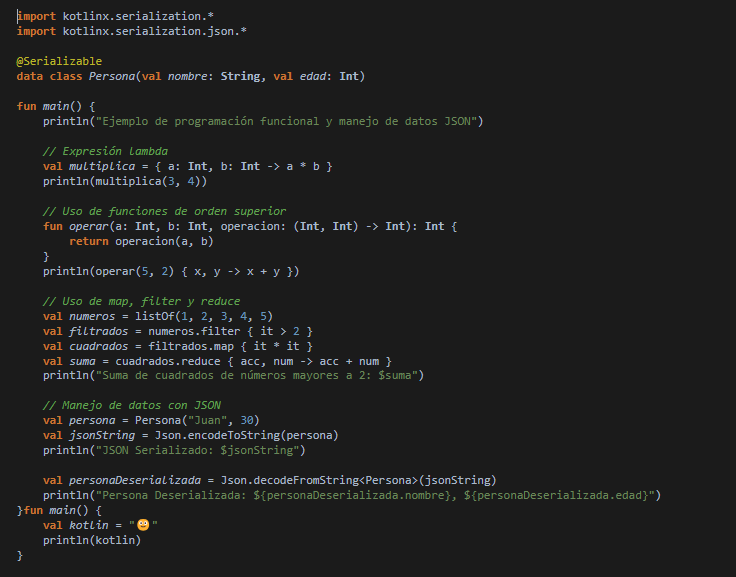 import kotlinx.serialization.*
import kotlinx.serialization.json.*

@Serializable
data class Persona(val nombre: String, val edad: Int)

fun main() {
    println("Ejemplo de programación funcional y manejo de datos JSON")

    // Expresión lambda
    val multiplica = { a: Int, b: Int -> a * b }
    println(multiplica(3, 4))

    // Uso de funciones de orden superior
    fun operar(a: Int, b: Int, operacion: (Int, Int) -> Int): Int {
        return operacion(a, b)
    }
    println(operar(5, 2) { x, y -> x + y })

    // Uso de map, filter y reduce
    val numeros = listOf(1, 2, 3, 4, 5)
    val filtrados = numeros.filter { it > 2 }
    val cuadrados = filtrados.map { it * it }
    val suma = cuadrados.reduce { acc, num -> acc + num }
    println("Suma de cuadrados de números mayores a 2: $suma")

    // Manejo de datos con JSON
    val persona = Persona("Juan", 30)
    val jsonString = Json.encodeToString(persona)
    println("JSON Serializado: $jsonString")

    val personaDeserializada = Json.decodeFromString<Persona>(jsonString)
    println("Persona Deserializada: ${personaDeserializada.nombre}, ${personaDeserializada.edad}")
}fun main() {
    val kotlin = "🙂"
    println(kotlin)
}